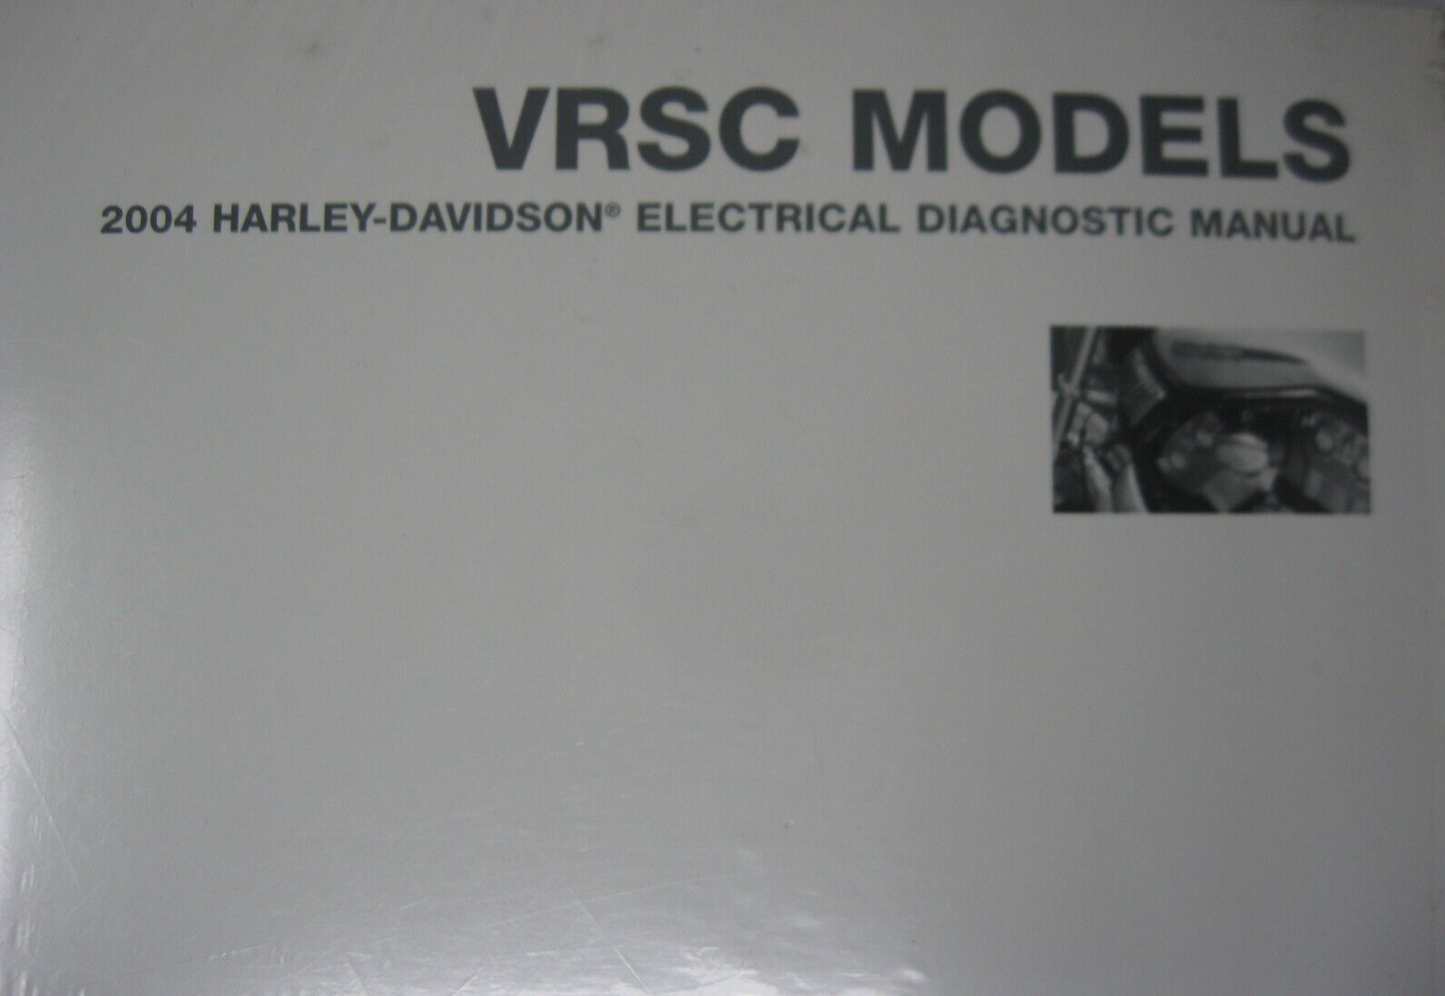 VRSC MODELS
2004 HARLEY-DAVIDSON® ELECTRICAL DIAGNOSTIC MANUAL